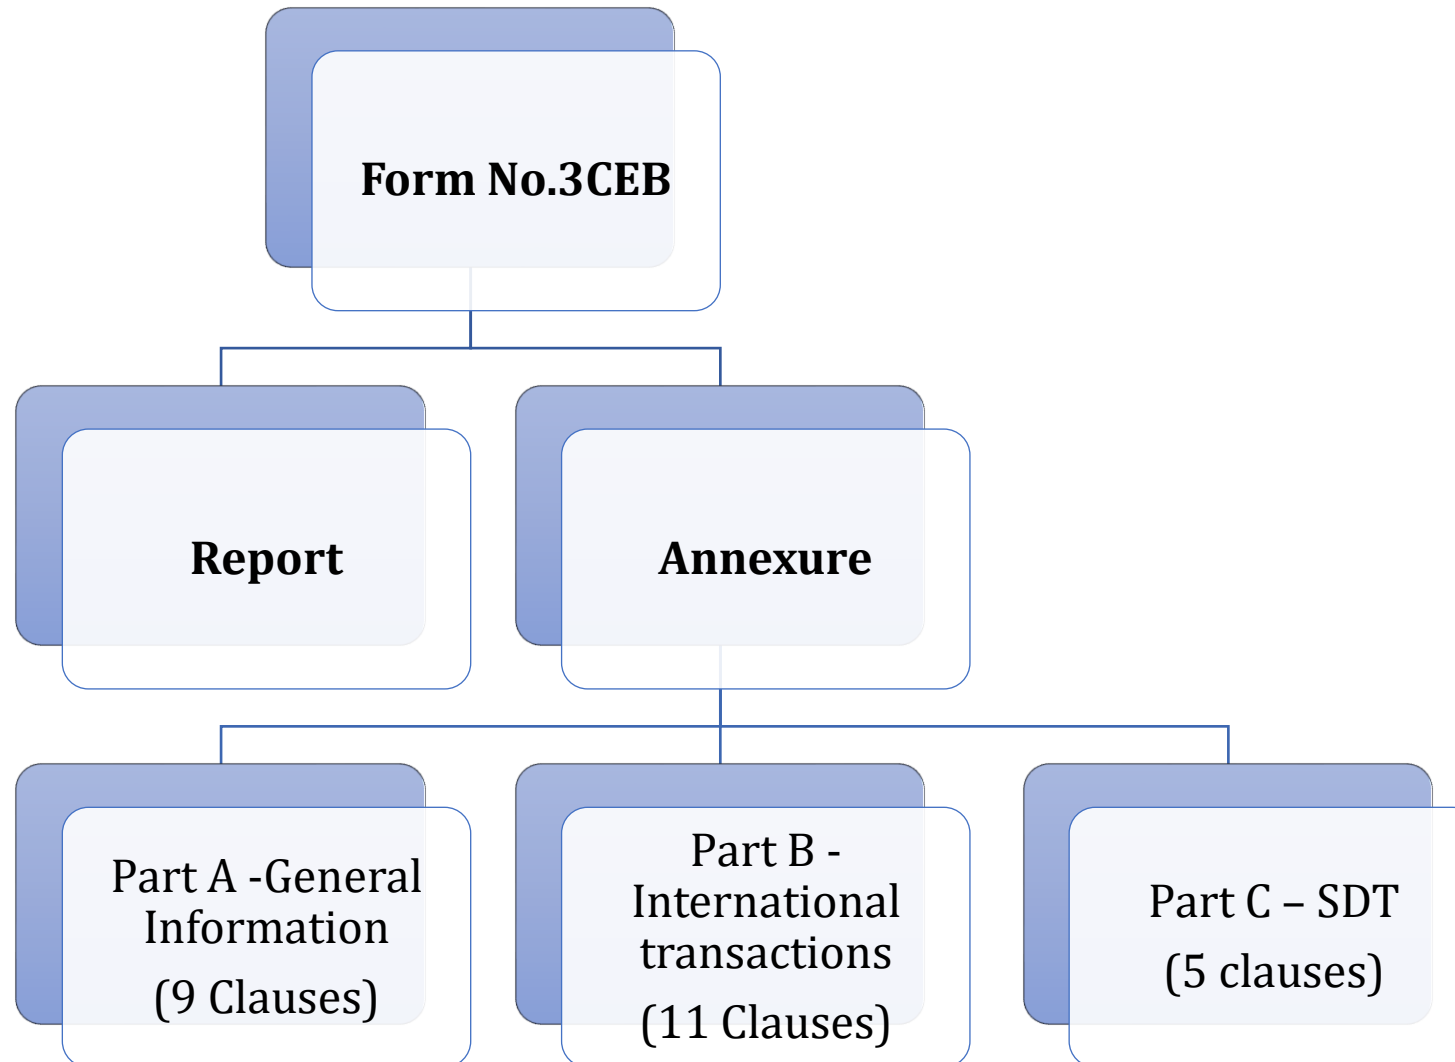 Form No.3CEB
Report
Annexure
Part A -General
Information
(9 Clauses)
Part B -
International
transactions
(11 Clauses)
Part C – SDT
(5 clauses)